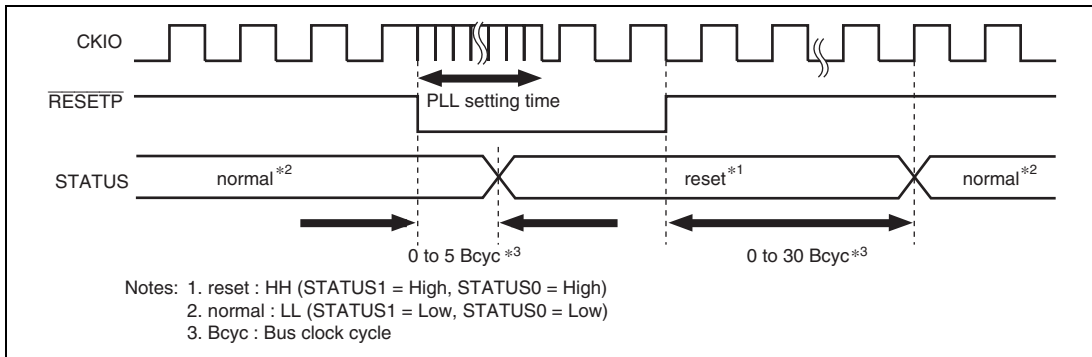 CKIO
RESETP
PLL setting time
STATUS
normal*2
reset*1
normal*2
0 to 5 Bcyc*3
0 to 30 Bcyc*3
Notes: 1. reset : HH (STATUS1 = High, STATUS0 = High)
2. normal : LL (STATUS1 = Low, STATUS0 = Low)
3. Bcyc : Bus clock cycle